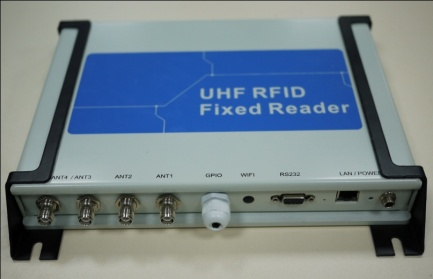 UHF RFID
Fixed Reader
ANT4 / ANT3 ANT2 ANT1 GPIO WIFI RS232 LAN / POWER